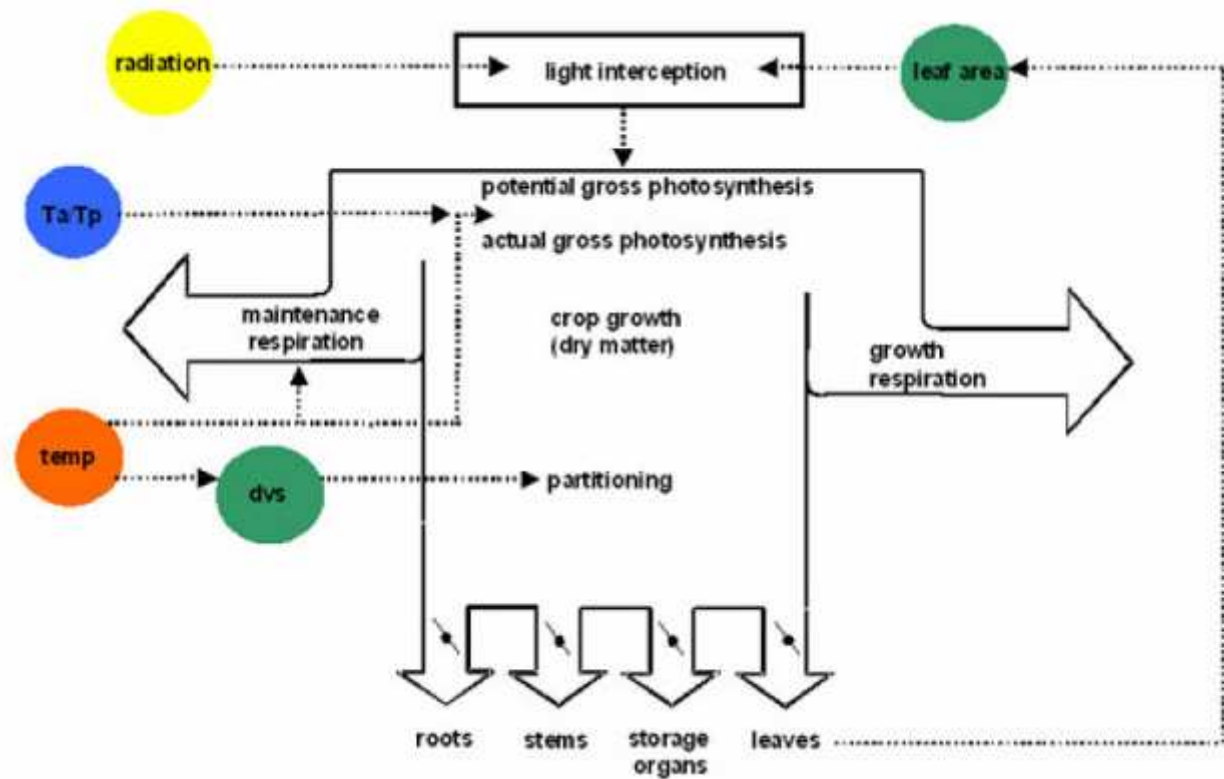 radiation
light interception
leaf area
potential gross photosynthesis
Ta/Tp
actual gross photosynthesis
maintenance
respiration
crop growth
(dry matter)
growth
respiration
temp
dvs
partitioning
roots
stems
storage
organs
leaves